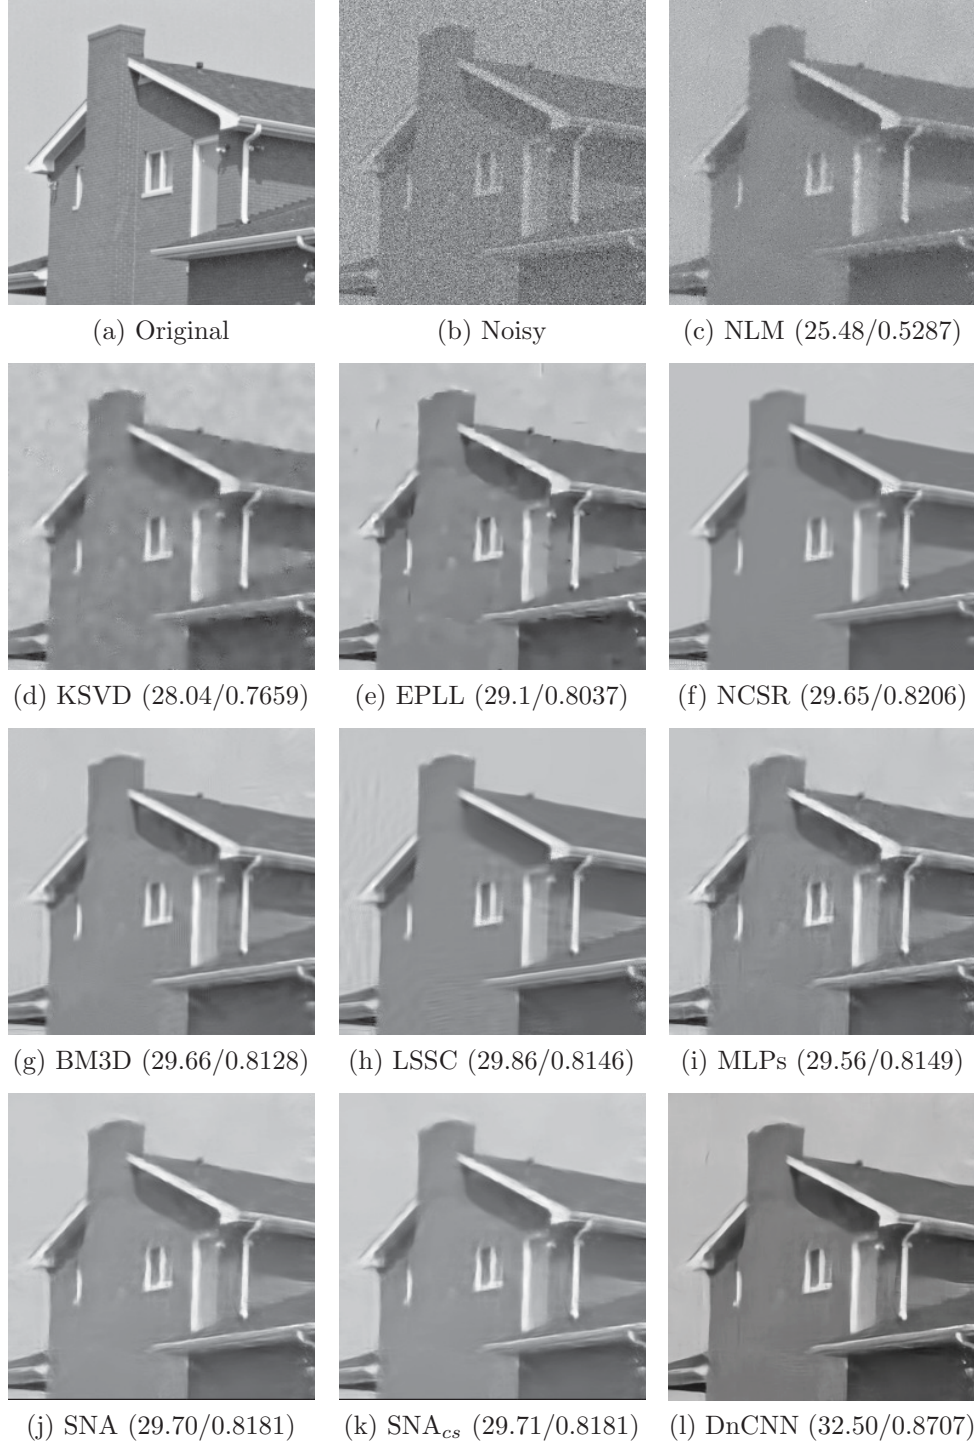 (a) Original
(b) Noisy
(c) NLM (25.48/0.5287)
(d) KSVD (28.04/0.7659)
(e) EPLL (29.1/0.8037)
(f) NCSR (29.65/0.8206)
(g) BM3D (29.66/0.8128)
(h) LSSC (29.86/0.8146)
(i) MLPs (29.56/0.8149)
(j) SNA (29.70/0.8181)
(k) SNAcs (29.71/0.8181)
(l) DnCNN (32.50/0.8707)